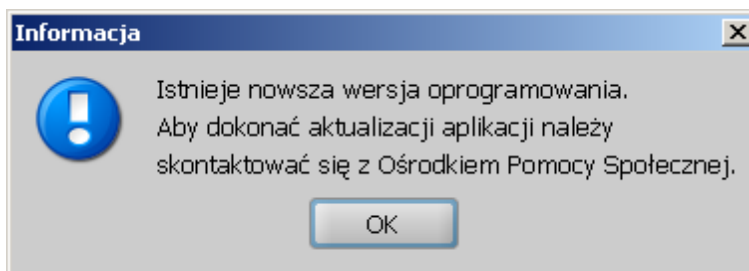 Informacja
Istnieje nowsza wersja oprogramowania.
Aby dokonać aktualizacji aplikacji należy
skontaktować się z Ośrodkiem Pomocy Społecznej.
OK